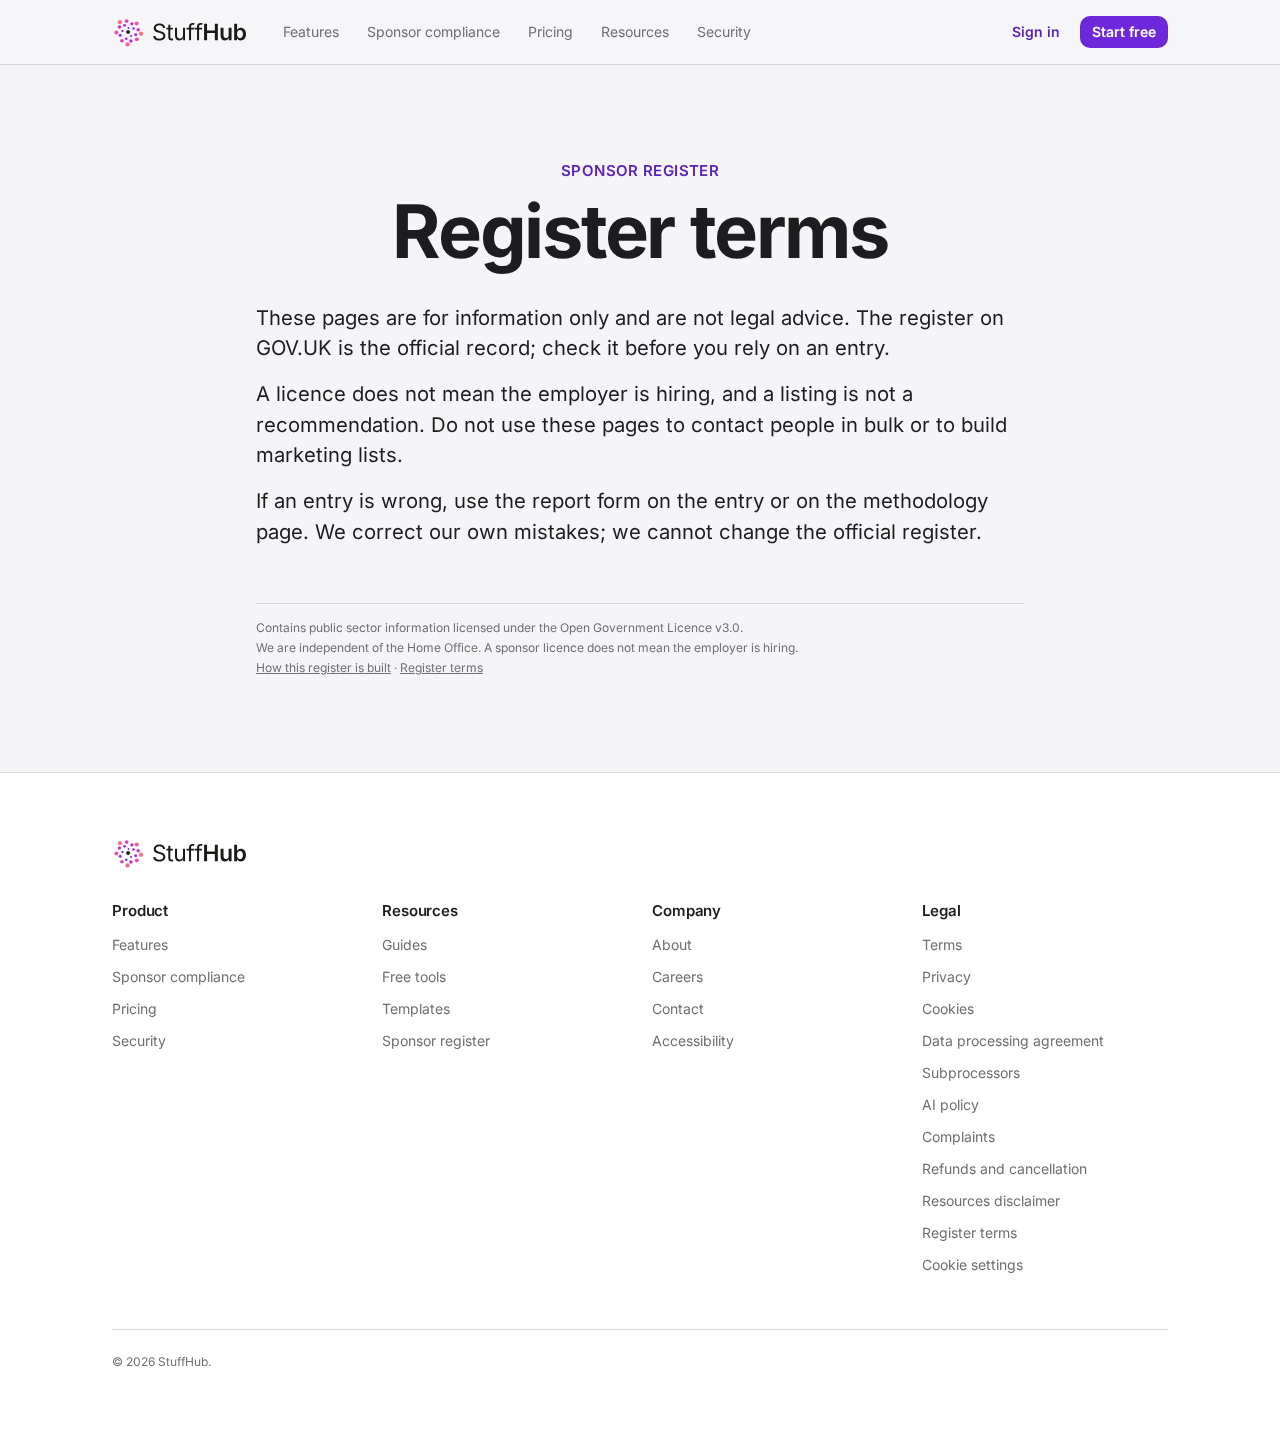 StuffHub
Features
Sponsor compliance
Pricing
Resources
Security
Sign in
Start free
SPONSOR REGISTER
Register terms
These pages are for information only and are not legal advice. The register on
GOV.UK is the official record; check it before you rely on an entry.
A licence does not mean the employer is hiring, and a listing is not a
recommendation. Do not use these pages to contact people in bulk or to build
marketing lists.
If an entry is wrong, use the report form on the entry or on the methodology
page. We correct our own mistakes; we cannot change the official register.
Contains public sector information licensed under the Open Government Licence v3.0.
We are independent of the Home Office. A sponsor licence does not mean the employer is hiring.
How this register is built · Register terms
StuffHub
Product
Features
Sponsor compliance
Pricing
Security
Resources
Guides
Free tools
Templates
Sponsor register
Company
About
Careers
Contact
Accessibility
Legal
Terms
Privacy
Cookies
Data processing agreement
Subprocessors
AI policy
Complaints
Refunds and cancellation
Resources disclaimer
Register terms
Cookie settings
© 2026 StuffHub.